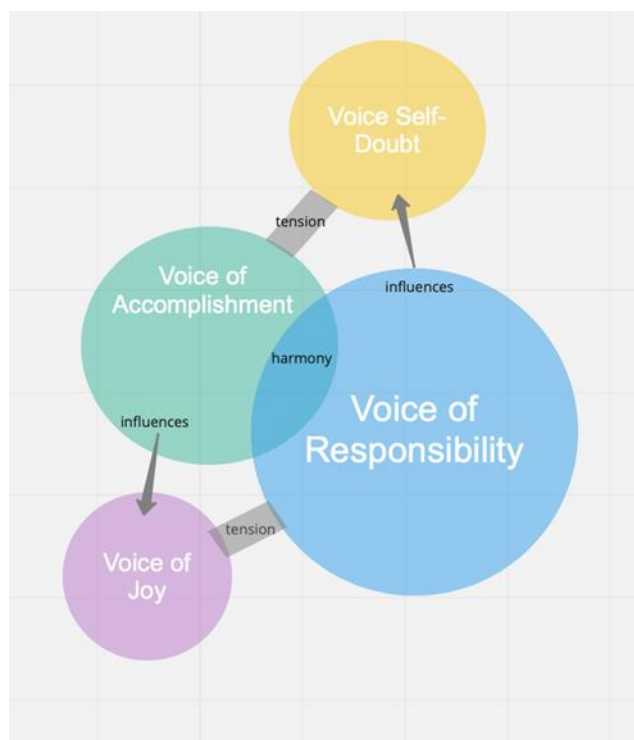 Voice Self-
Doubt
tension
Voice of
Accomplishment
influences
harmony
Voice of
Responsibility
influences
tension
Voice of
Joy